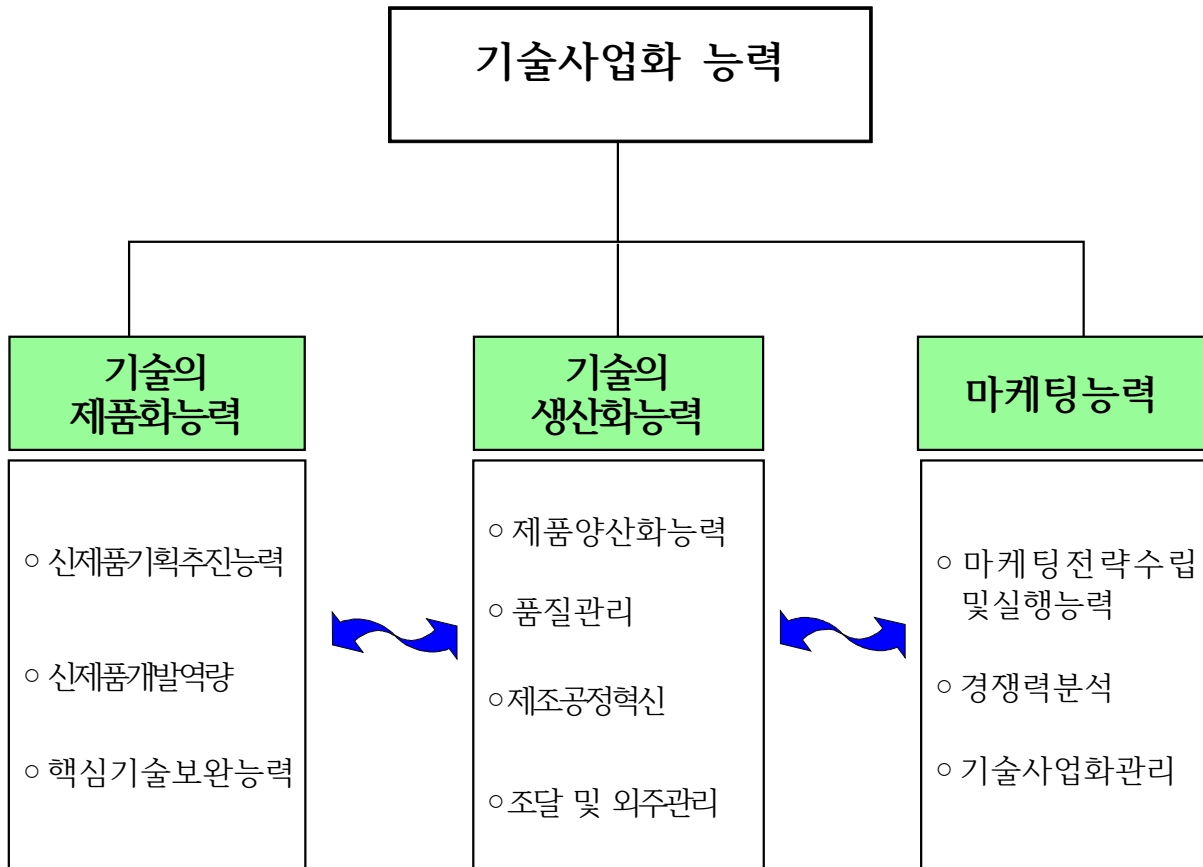 기술사업화 능력
기술의
제품화능력
○ 신제품기획추진능력
○ 신제품개발역량
○ 핵심기술보완능력
기술의
생산화능력
○ 제품양산화능력
○ 품질관리
○ 제조공정혁신
○ 조달 및 외주관리
마케팅능력
○ 마케팅전략수립
및실행능력
○ 경쟁력분석
○ 기술사업화관리